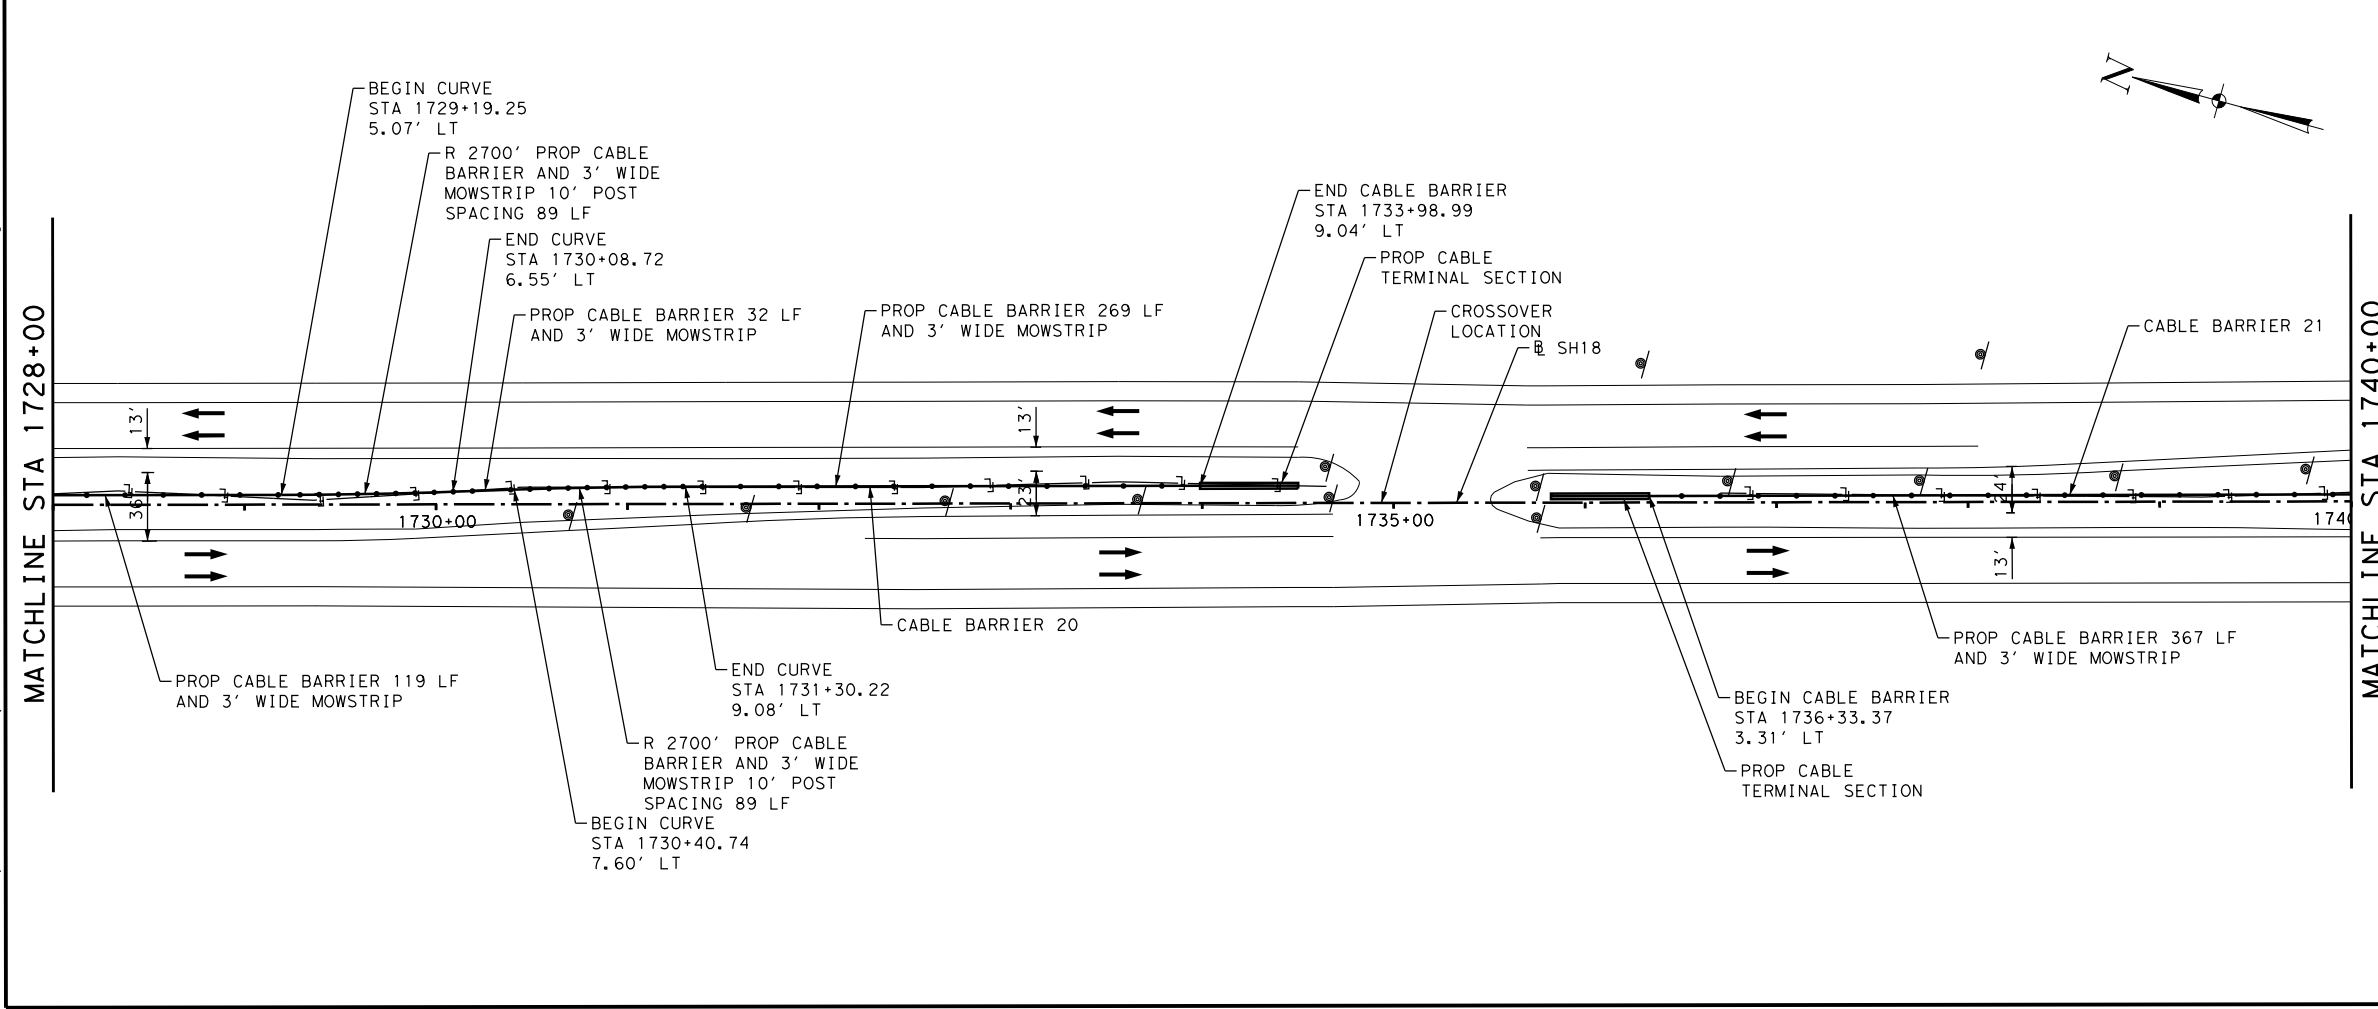 N
BEGIN CURVE
STA 1729+19.25
5.07' LT
R 2700' PROP CABLE
BARRIER AND 3' WIDE
MOWSTRIP 10' POST
SPACING 89 LF
END CURVE
STA 1730+08.72
6.55' LT
PROP CABLE BARRIER 32 LF
AND 3' WIDE MOWSTRIP
PROP CABLE BARRIER 269 LF
AND 3' WIDE MOWSTRIP
END CABLE BARRIER
STA 1733+98.99
9.04' LT
PROP CABLE
TERMINAL SECTION
CROSSOVER
LOCATION
SH18
CABLE BARRIER 21
MATCHLINE STA 1728+00
MATCHLINE STA 1740+00
13'
36'
13'
23'
24'
13'
1730+00
1735+00
1740
CABLE BARRIER 20
PROP CABLE BARRIER 119 LF
AND 3' WIDE MOWSTRIP
END CURVE
STA 1731+30.22
9.08' LT
R 2700' PROP CABLE
BARRIER AND 3' WIDE
MOWSTRIP 10' POST
SPACING 89 LF
BEGIN CURVE
STA 1730+40.74
7.60' LT
PROP CABLE BARRIER 367 LF
AND 3' WIDE MOWSTRIP
BEGIN CABLE BARRIER
STA 1736+33.37
3.31' LT
PROP CABLE
TERMINAL SECTION